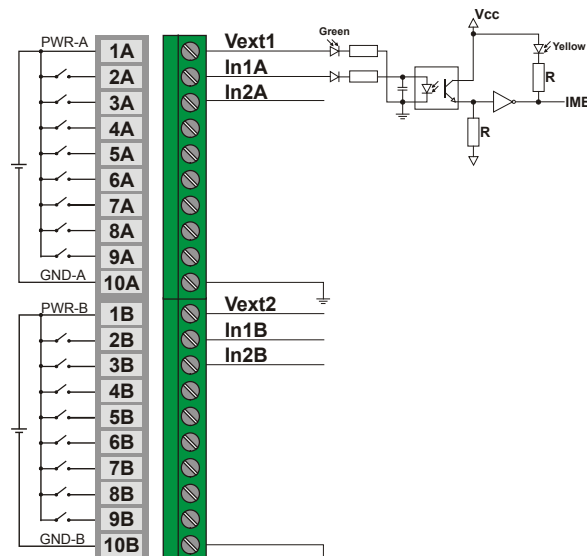 PWR-A
1A
Vext1
Green
Vcc
Yellow
2A
In1A
R
3A
In2A
IME
4A
R
5A
6A
7A
8A
9A
GND-A
10A
PWR-B
1B
Vext2
2B
In1B
3B
In2B
4B
5B
6B
7B
8B
9B
GND-B
10B